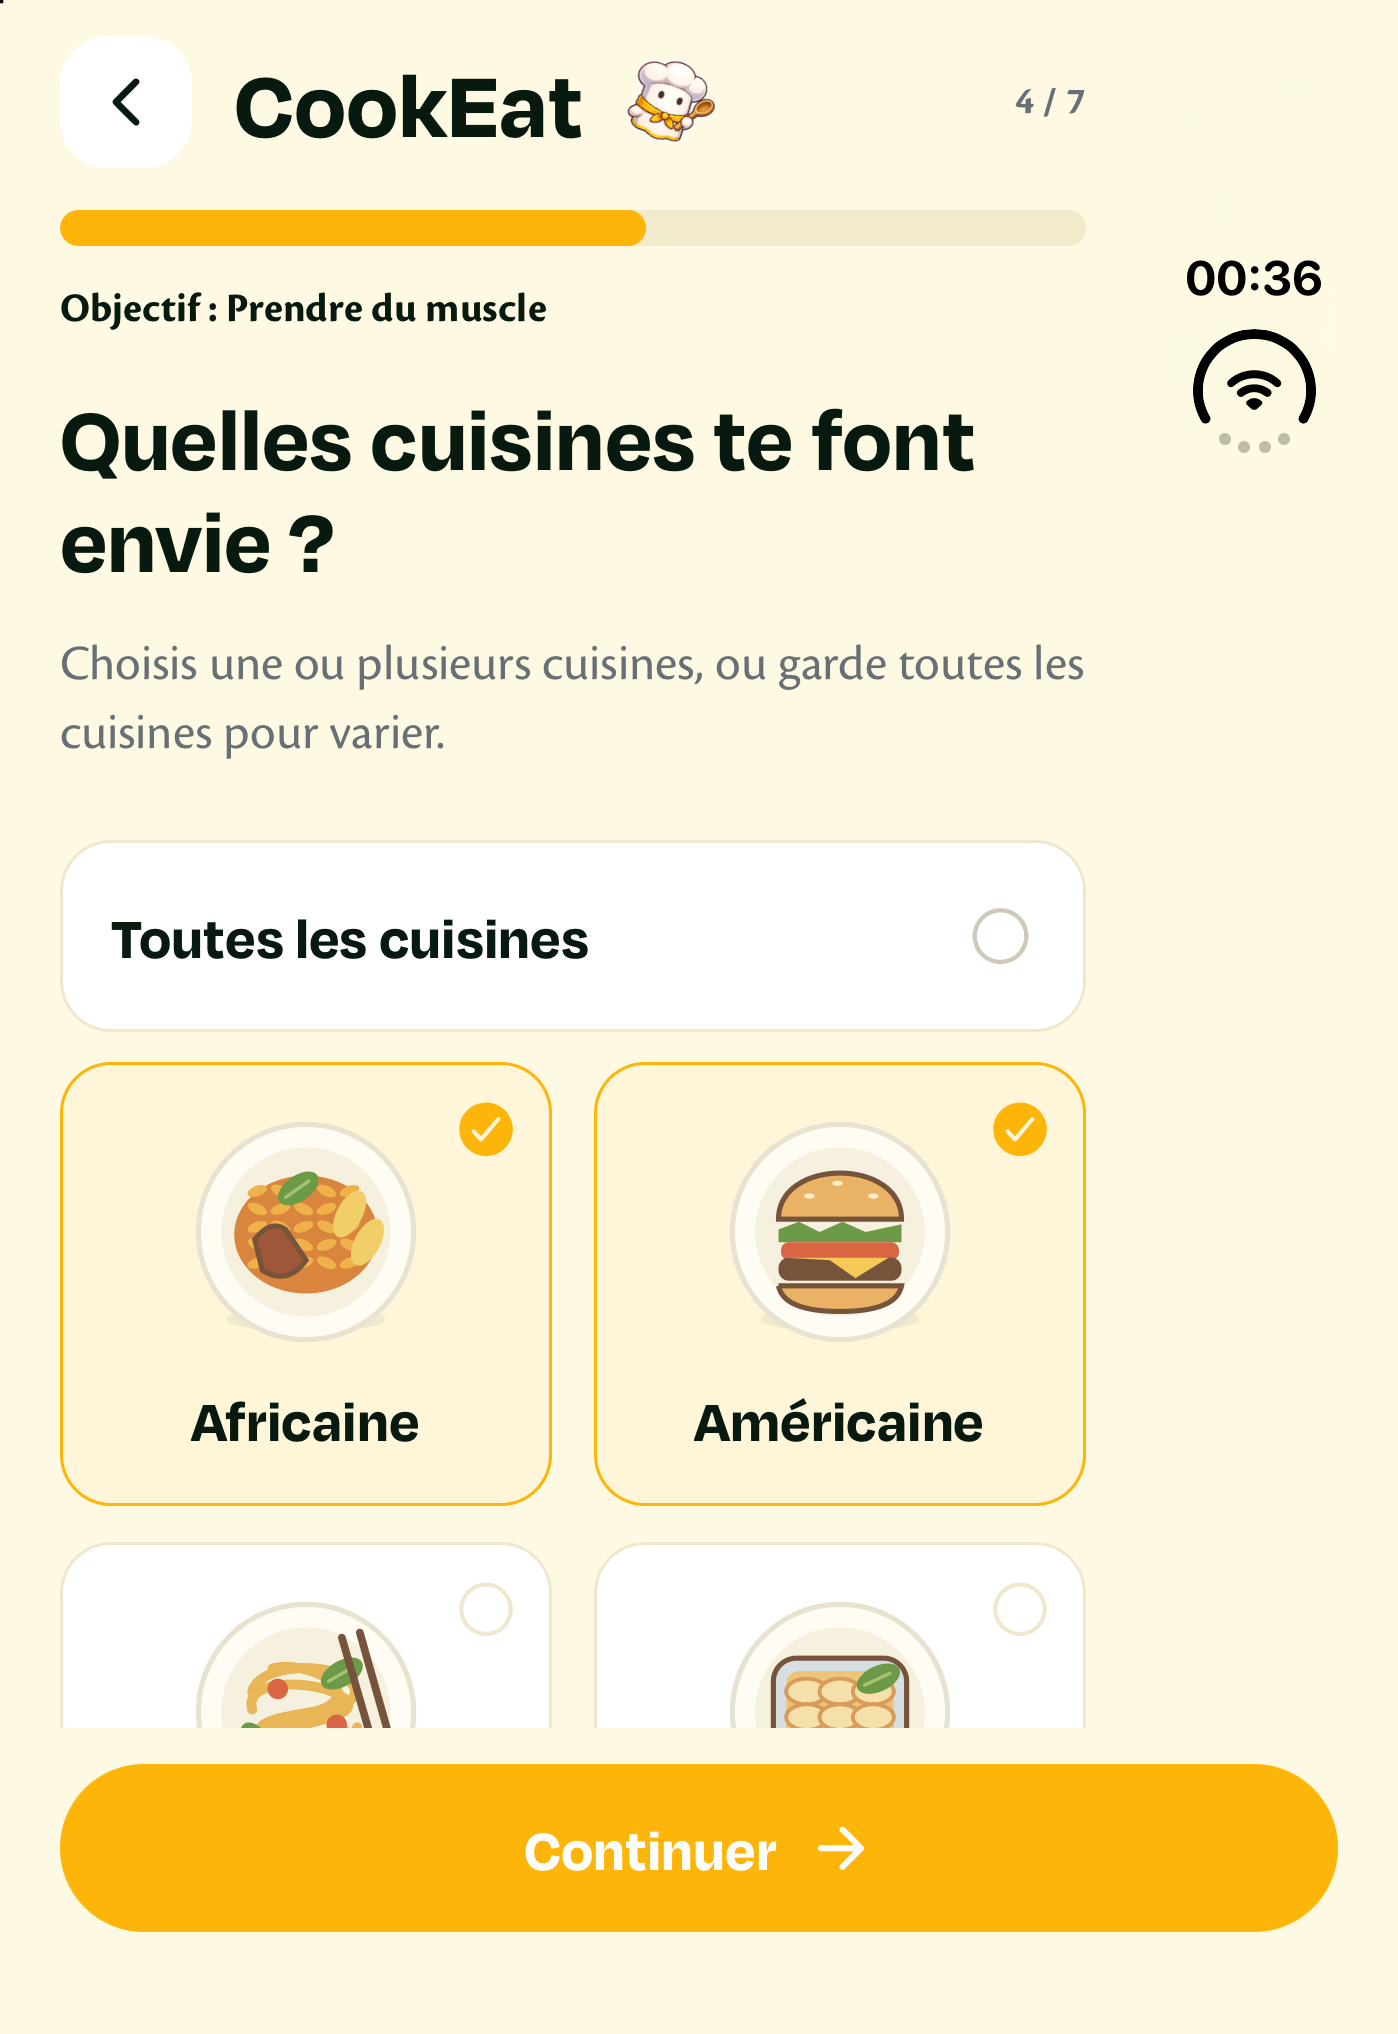 CookEat
4 / 7
00:36
Objectif : Prendre du muscle
Quelles cuisines te font
envie ?
Choisis une ou plusieurs cuisines, ou garde toutes les
cuisines pour varier.
Toutes les cuisines
Africaine
Américaine
Continuer